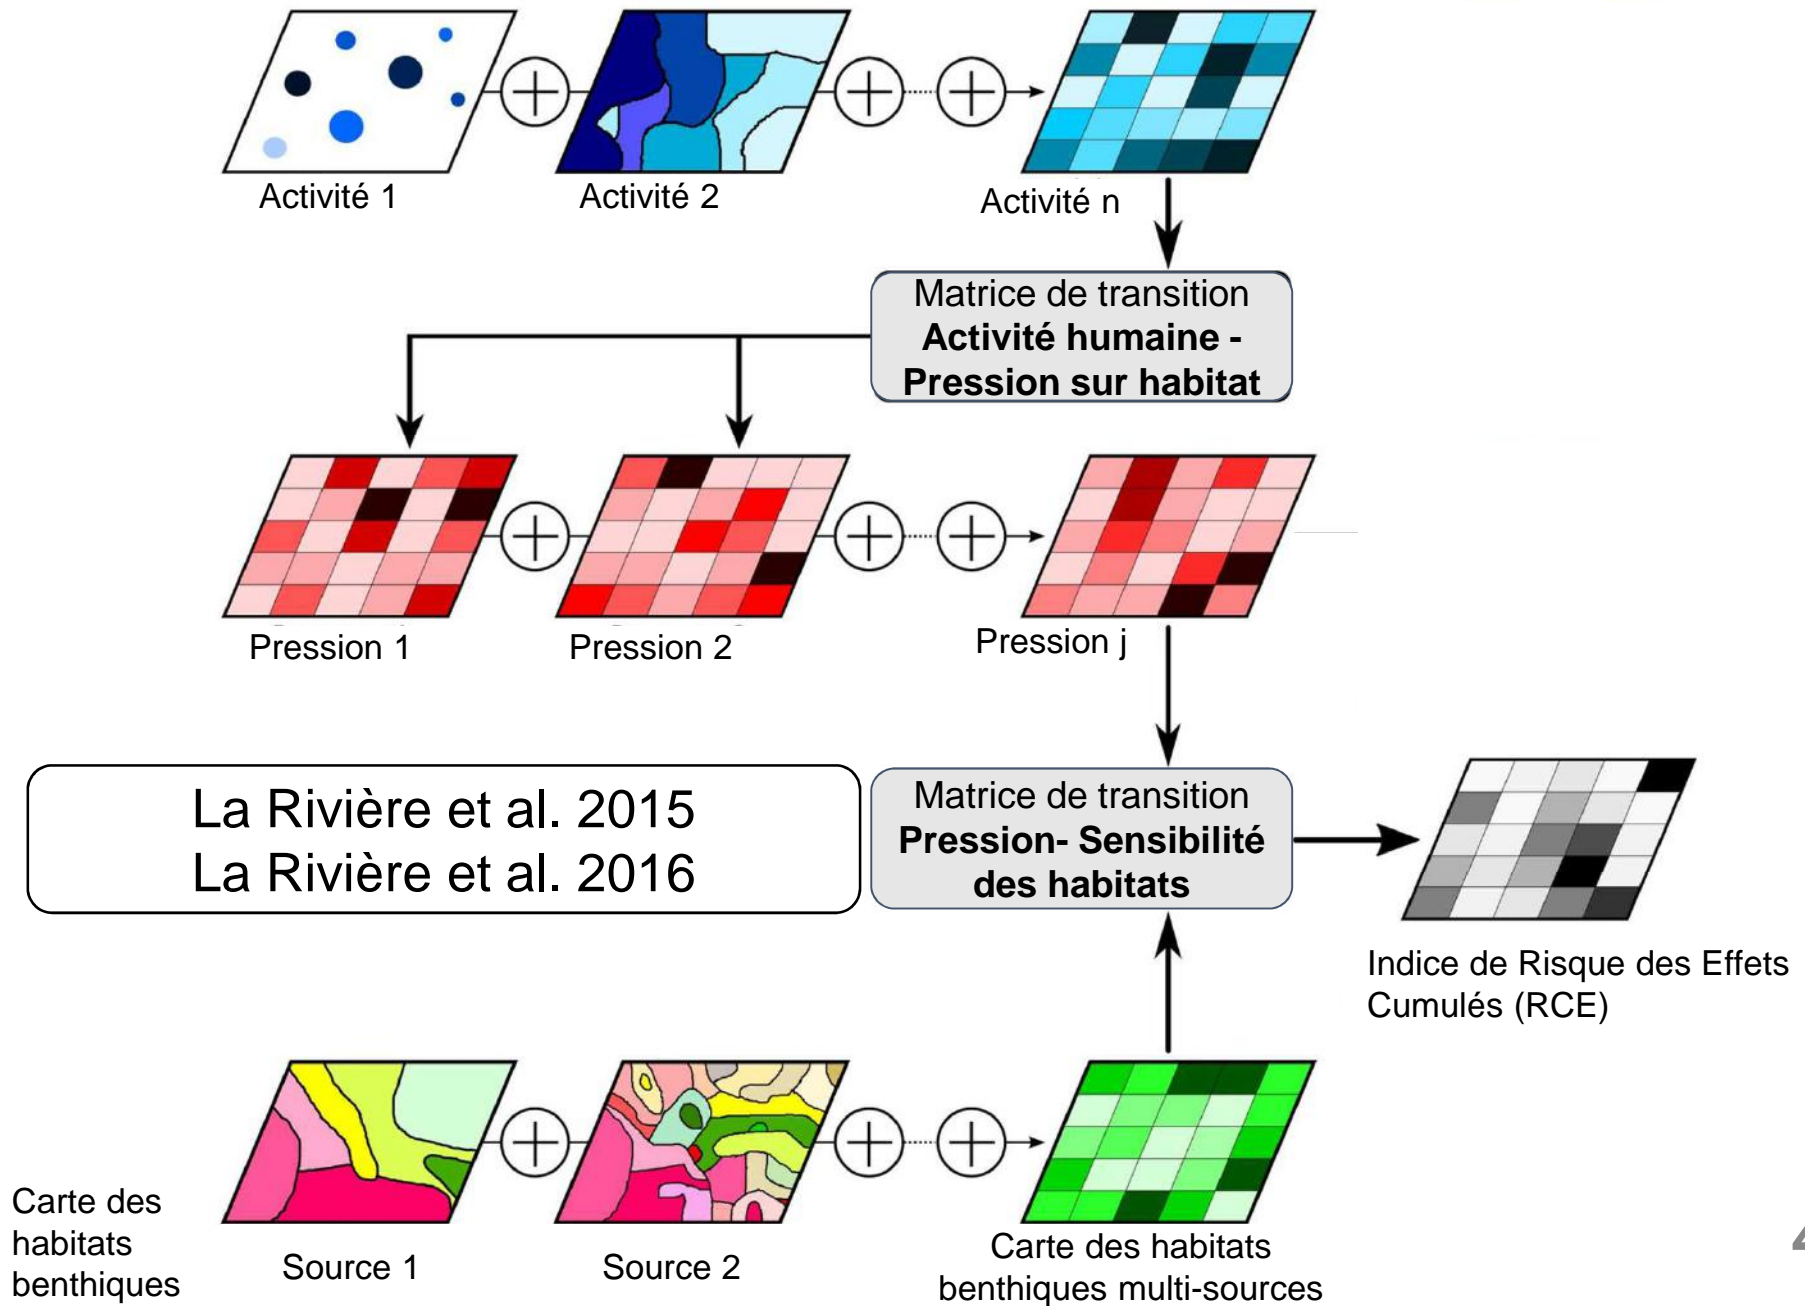 Activité 1
Activité 2
Activité n
Matrice de transition
Activité humaine -
Pression sur habitat
Pression 1
Pression 2
Pression j
La Rivière et al. 2015
La Rivière et al. 2016
Matrice de transition
Pression- Sensibilité
des habitats
Indice de Risque des Effets
Cumulés (RCE)
Carte des
habitats
benthiques
Source 1
Source 2
Carte des habitats
benthiques multi-sources